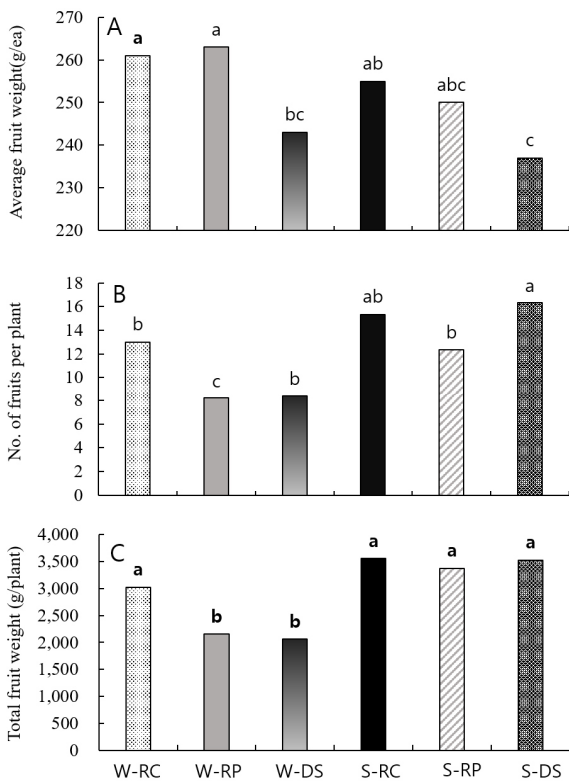 Average fruit weight(g/ea)
A
270
260
250
240
230
220
a
a
bc
ab
abc
c
No. of fruits per plant
B
18
16
14
12
10
8
6
4
2
0
b
c
b
ab
b
a
Total fruit weight (g/plant)
C
4,000
3,500
3,000
2,500
2,000
1,500
1,000
500
0
a
b
b
a
a
a
W-RC W-RP W-DS S-RC S-RP S-DS